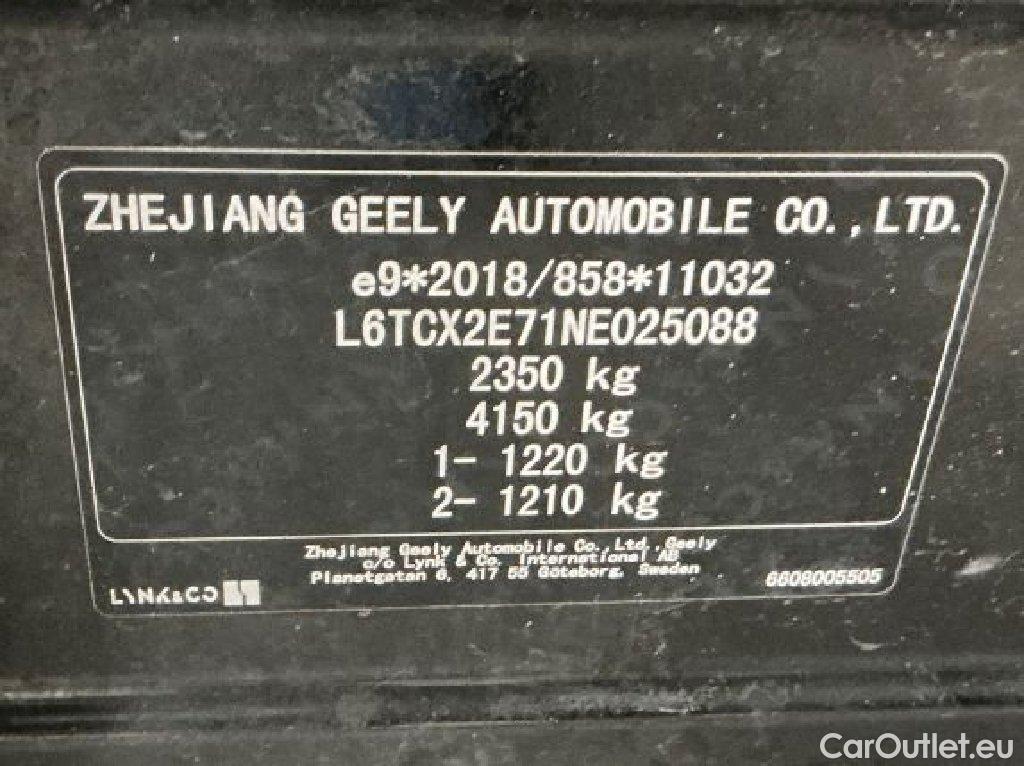 ZHEJIANG GEELY AUTOMOBILE CO.,LTD.
e9*2018/858*11032
L6TCX2E71NE025088
2350 kg
4150 kg
1- 1220 kg
2- 1210 kg
Zhejiang Geely Automobile Co., Ltd.,Geely
c/o Lynk & Co. International AB
Planetgatan 6, 417 55 Göteborg, Sweden
6608005505
LYNK&CO
CarOutlet.eu